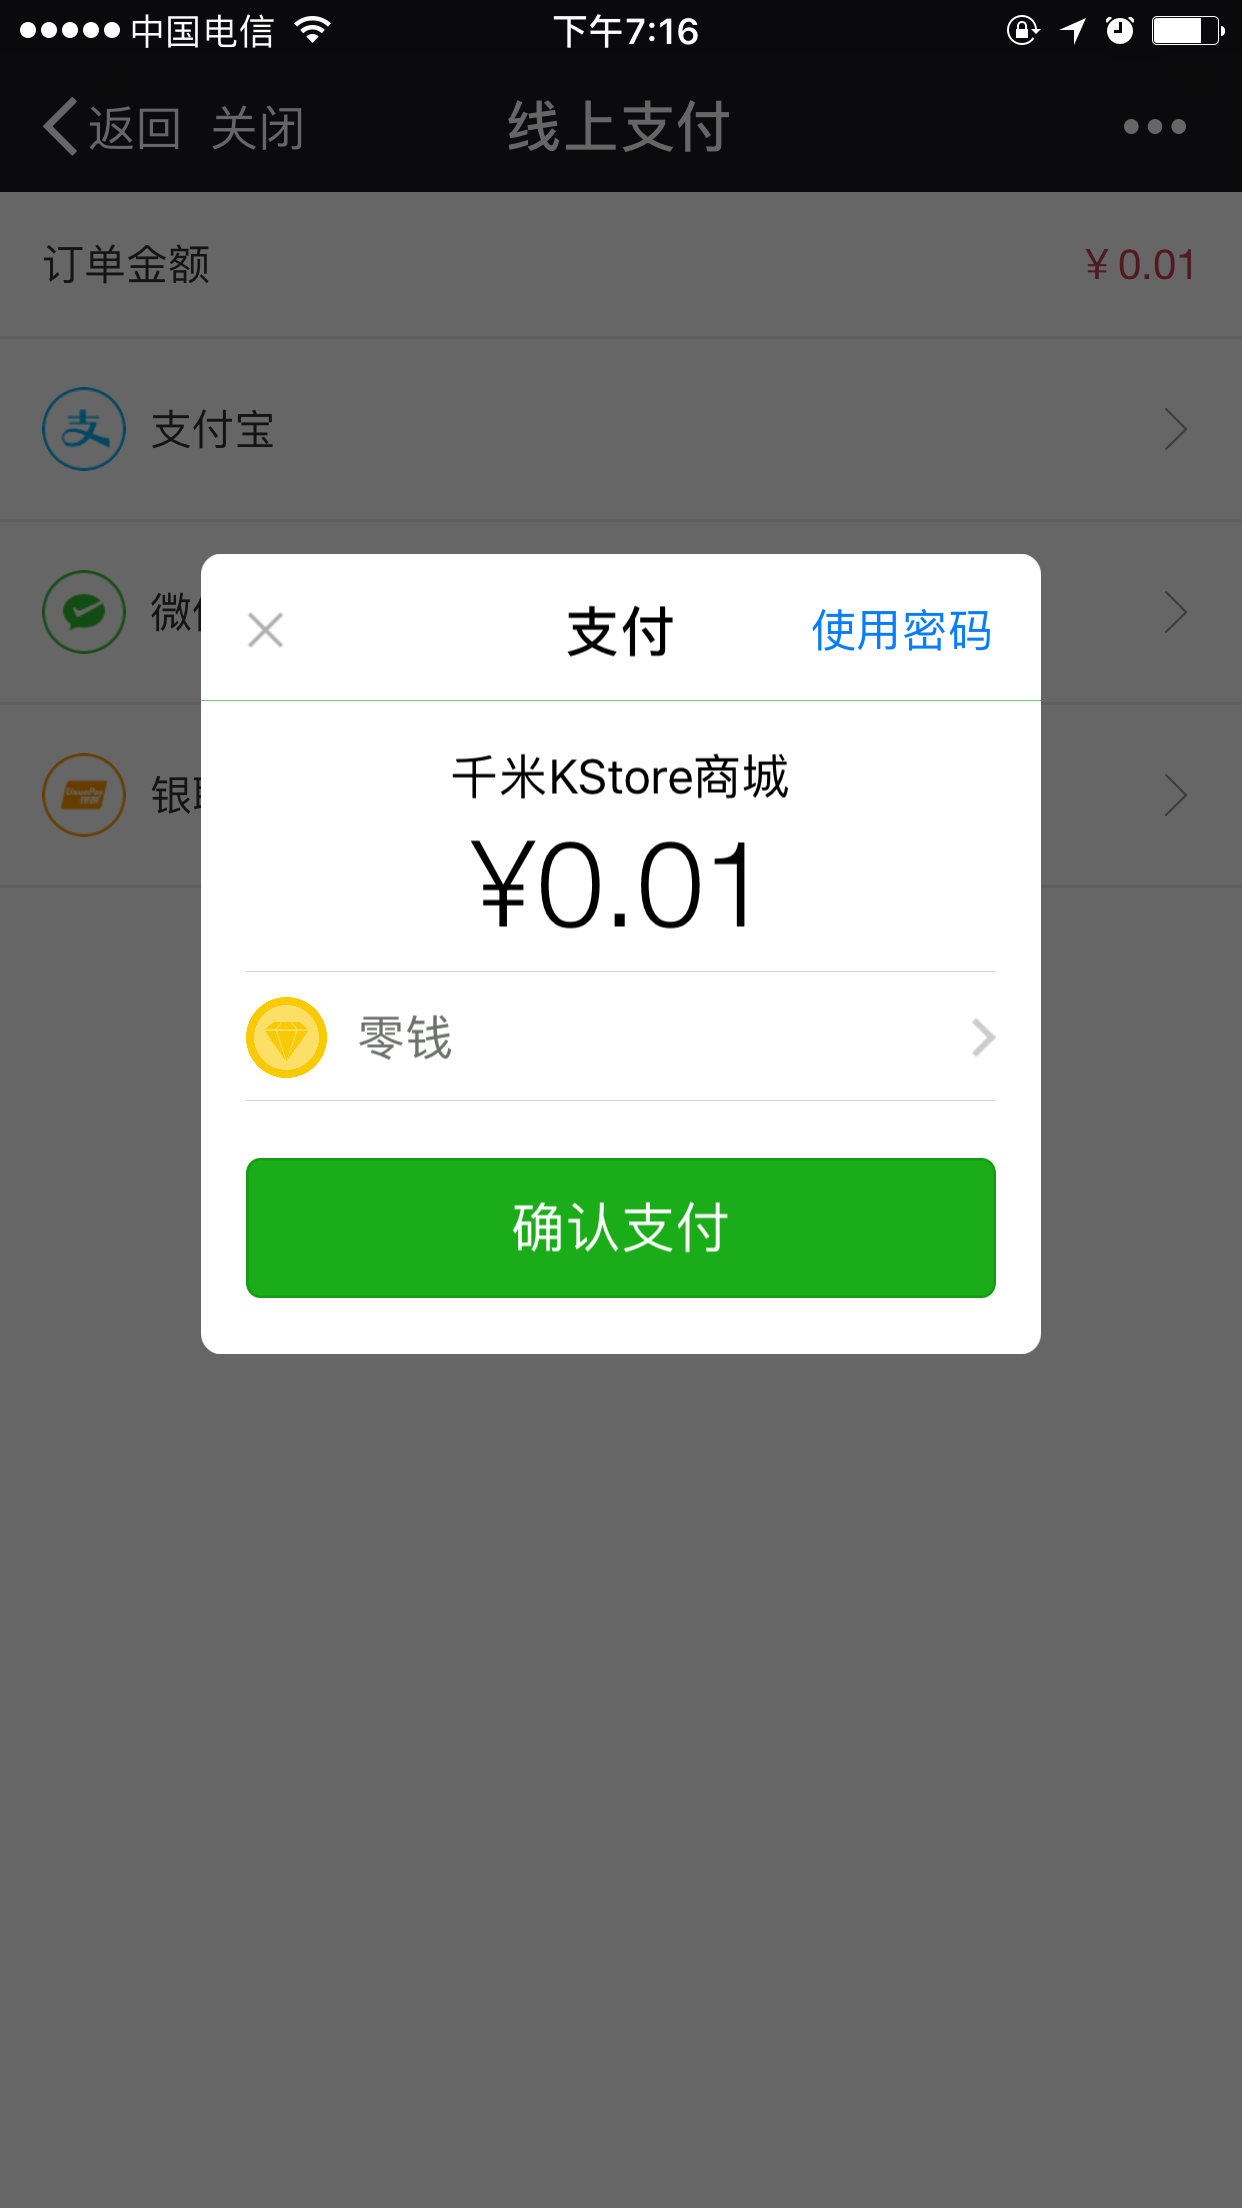 中国电信 下午7:16
返回 关闭 线上支付
订单金额 ¥ 0.01
支付宝
微
银
支付 使用密码
千米KStore商城
¥0.01
零钱
确认支付